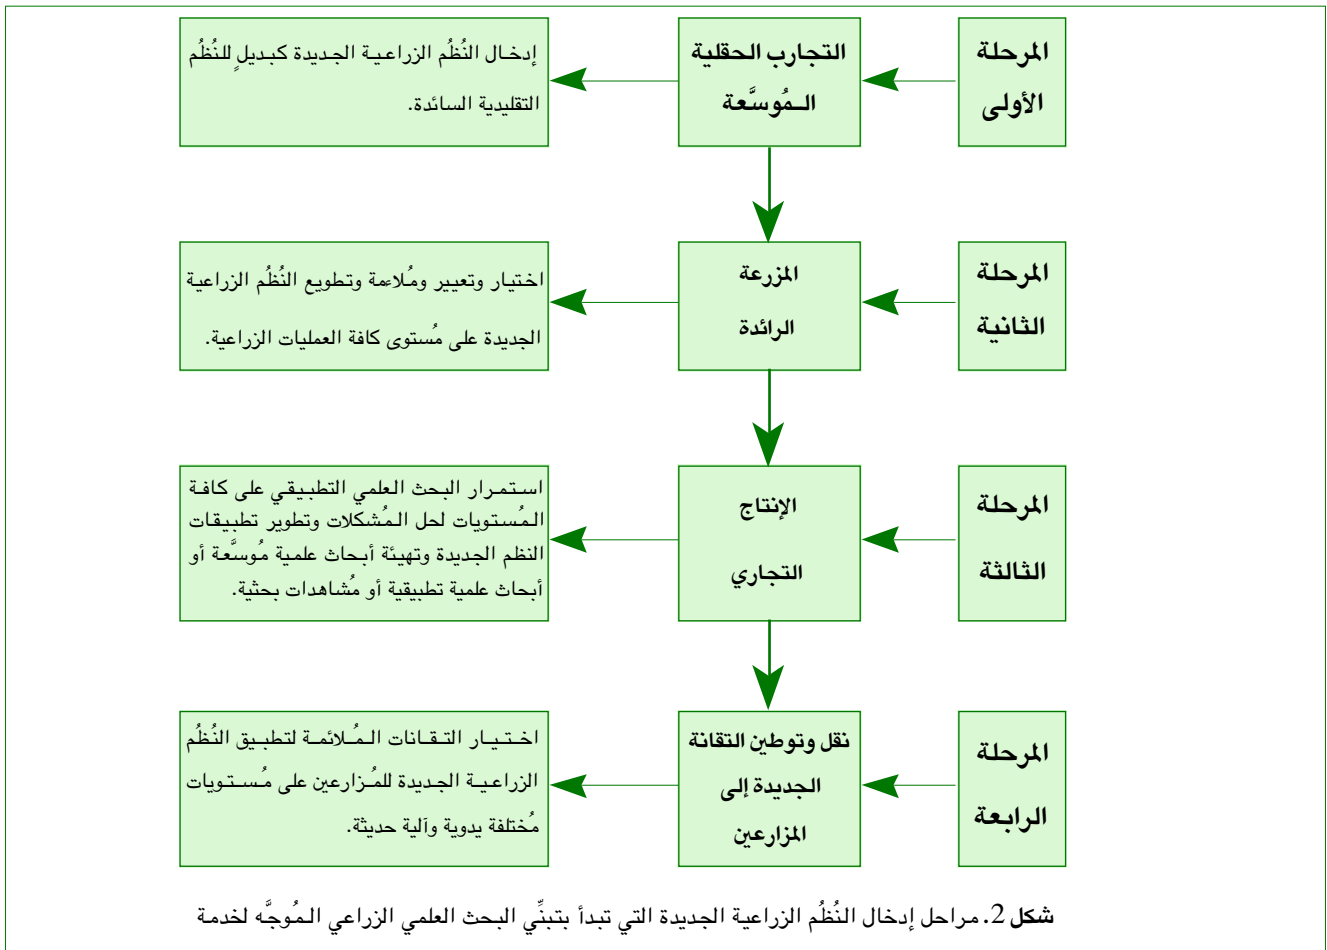 المرحلة
الأولى
التجارب الحقلية
المُوسَّعة
إدخال النُظُم الزراعية الجديدة كبديلٍ للنُظُم
التقليدية السائدة.
المرحلة
الثانية
المزرعة
الرائدة
اختيار وتعيير ومُلاءمة وتطويع النُظُم الزراعية
الجديدة على مُستوى كافة العمليات الزراعية.
المرحلة
الثالثة
الإنتاج
التجاري
استمرار البحث العلمي التطبيقي على كافة
المُستويات لحل المُشكلات وتطوير تطبيقات
النظم الجديدة وتهيئة أبحاث علمية مُوسَّعة أو
أبحاث علمية تطبيقية أو مُشاهدات بحثية.
المرحلة
الرابعة
نقل وتوطين التقانة
الجديدة إلى
المزارعين
اختيار التقانات المُلائمة لتطبيق النُظُم
الزراعية الجديدة للمُزارعين على مُستويات
مُختلفة يدوية وآلية حديثة.
شكل 2. مراحل إدخال النُظُم الزراعية الجديدة التي تبدأ بتبنِّي البحث العلمي الزراعي المُوجَّه لخدمة